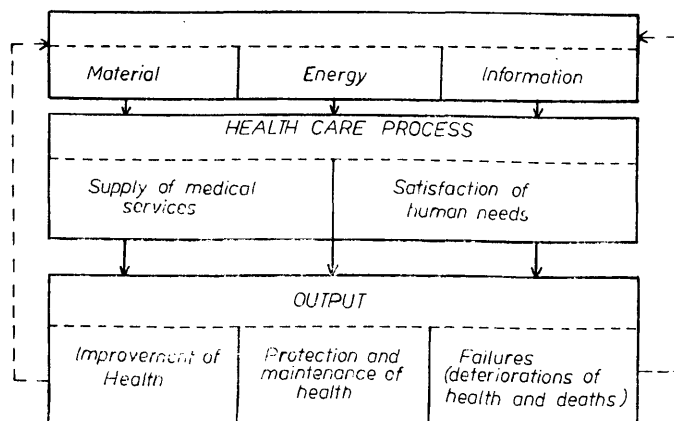 Material Energy Information
HEALTH CARE PROCESS
Supply of medical services
Satisfaction of human needs
OUTPUT
Improvement of Health
Protection and maintenance of health
Failures (deteriorations of health and deaths)